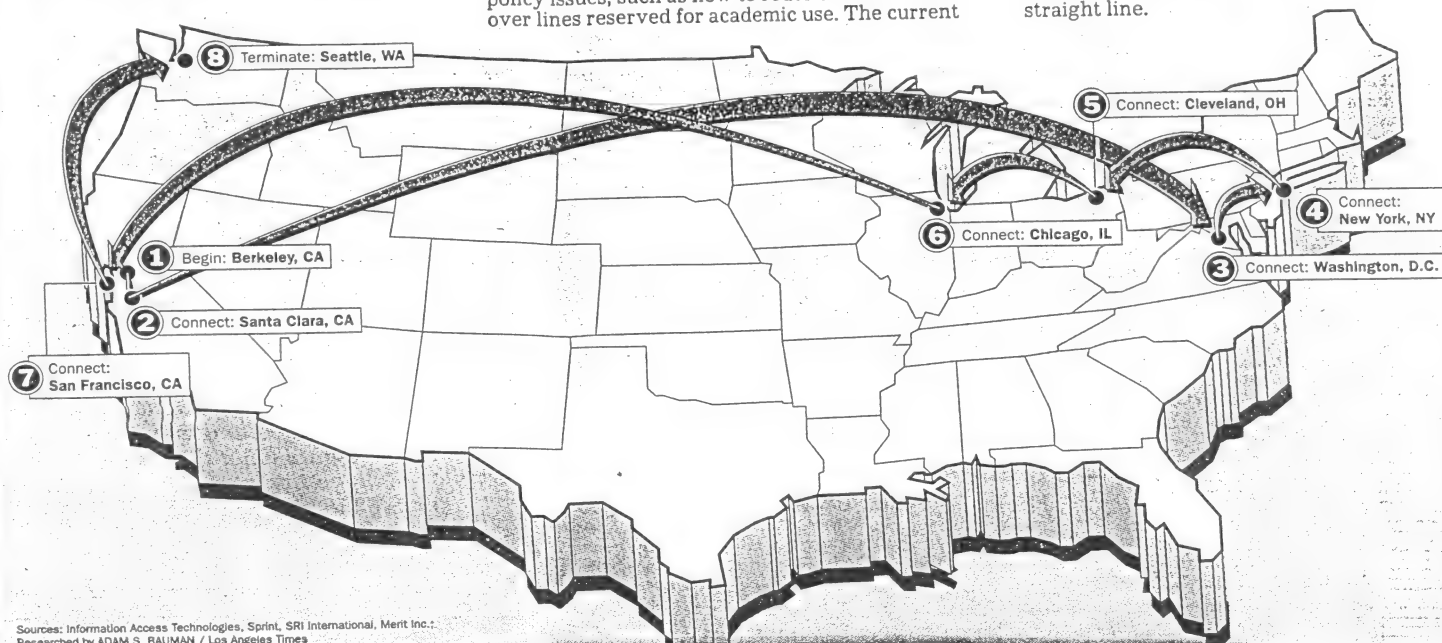 policy issues, such as how to
over lines reserved for academic use. The current
straight line.
8 Terminate: Seattle, WA
5 Connect: Cleveland, OH
4 Connect:
New York, NY
6 Connect: Chicago, IL
3 Connect: Washington, D.C.
1 Begin: Berkeley, CA
2 Connect: Santa Clara, CA
7 Connect:
San Francisco, CA
Sources: Information Access Technologies, Sprint, SRI International, Merit Inc.
Researched by ADAM S. BAUMAN / Los Angeles Times